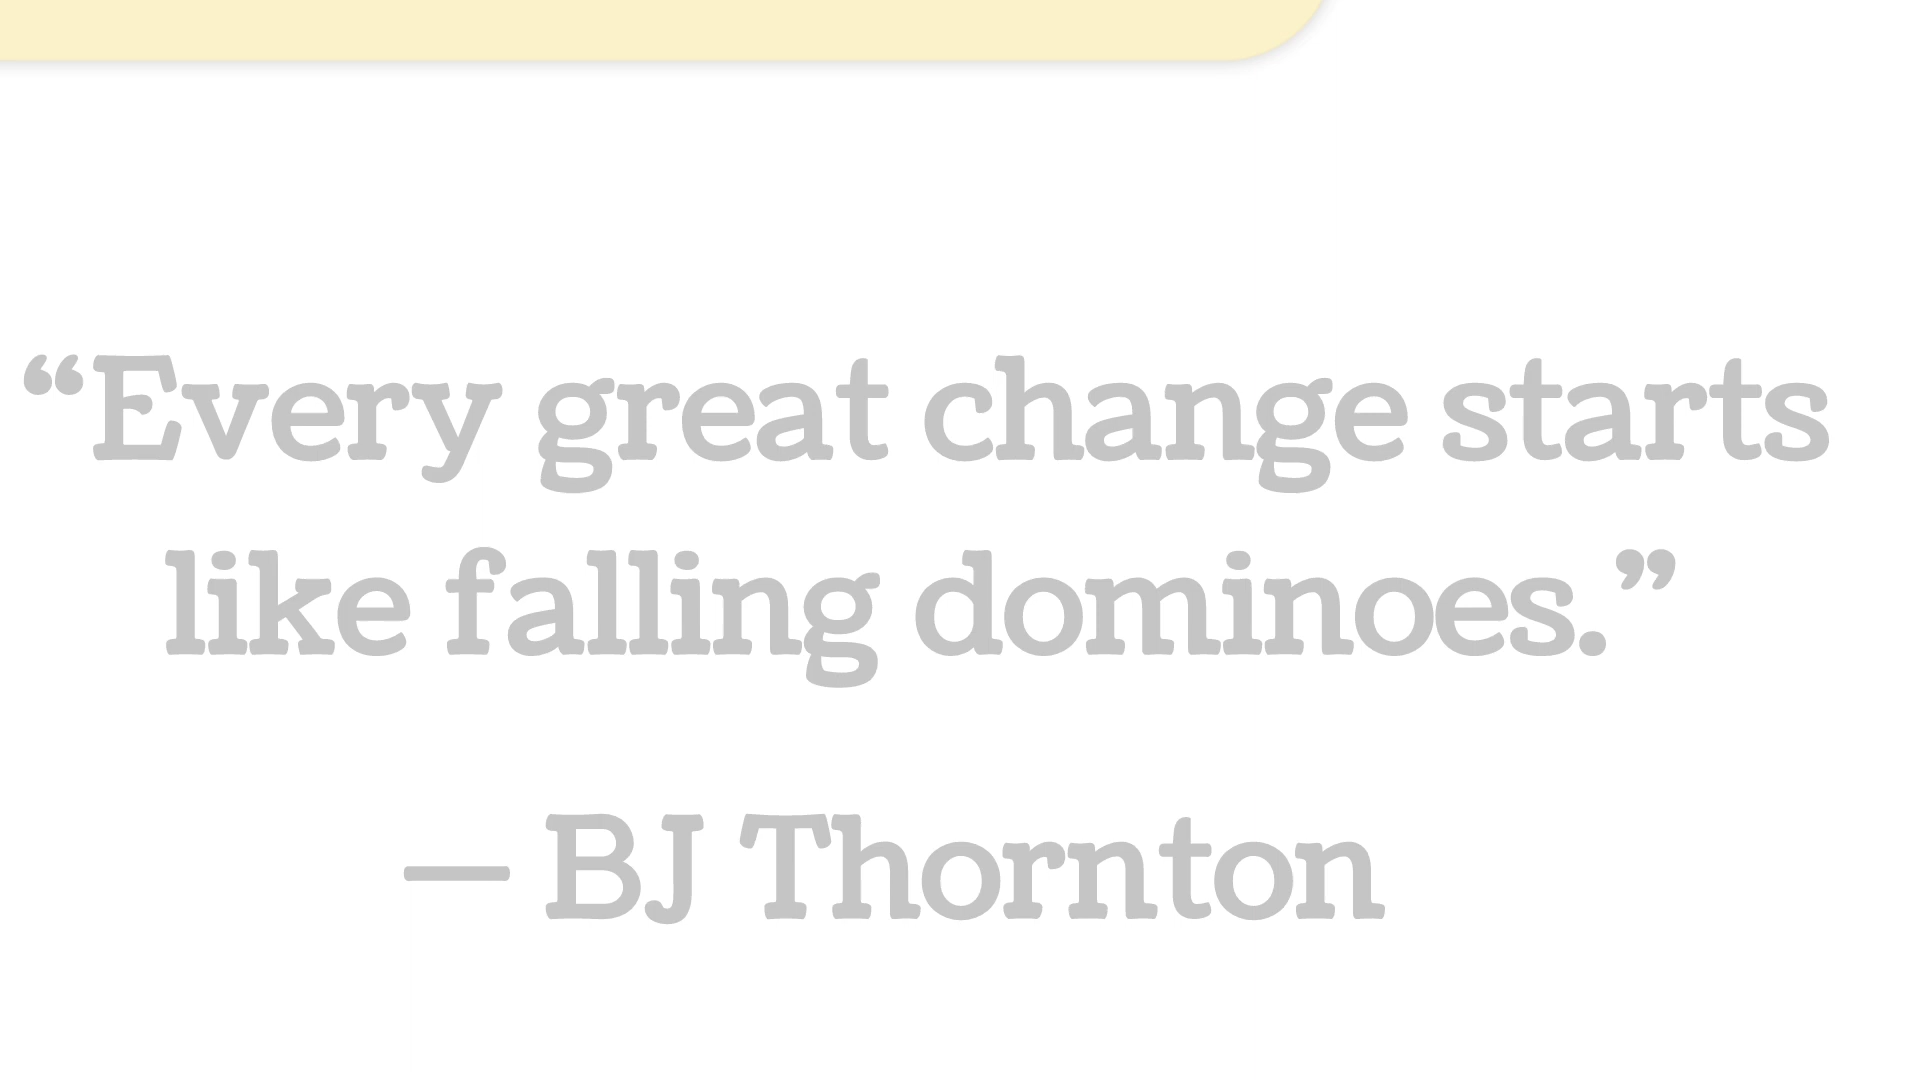 “Every great change starts
like falling dominoes.”
— BJ Thornton